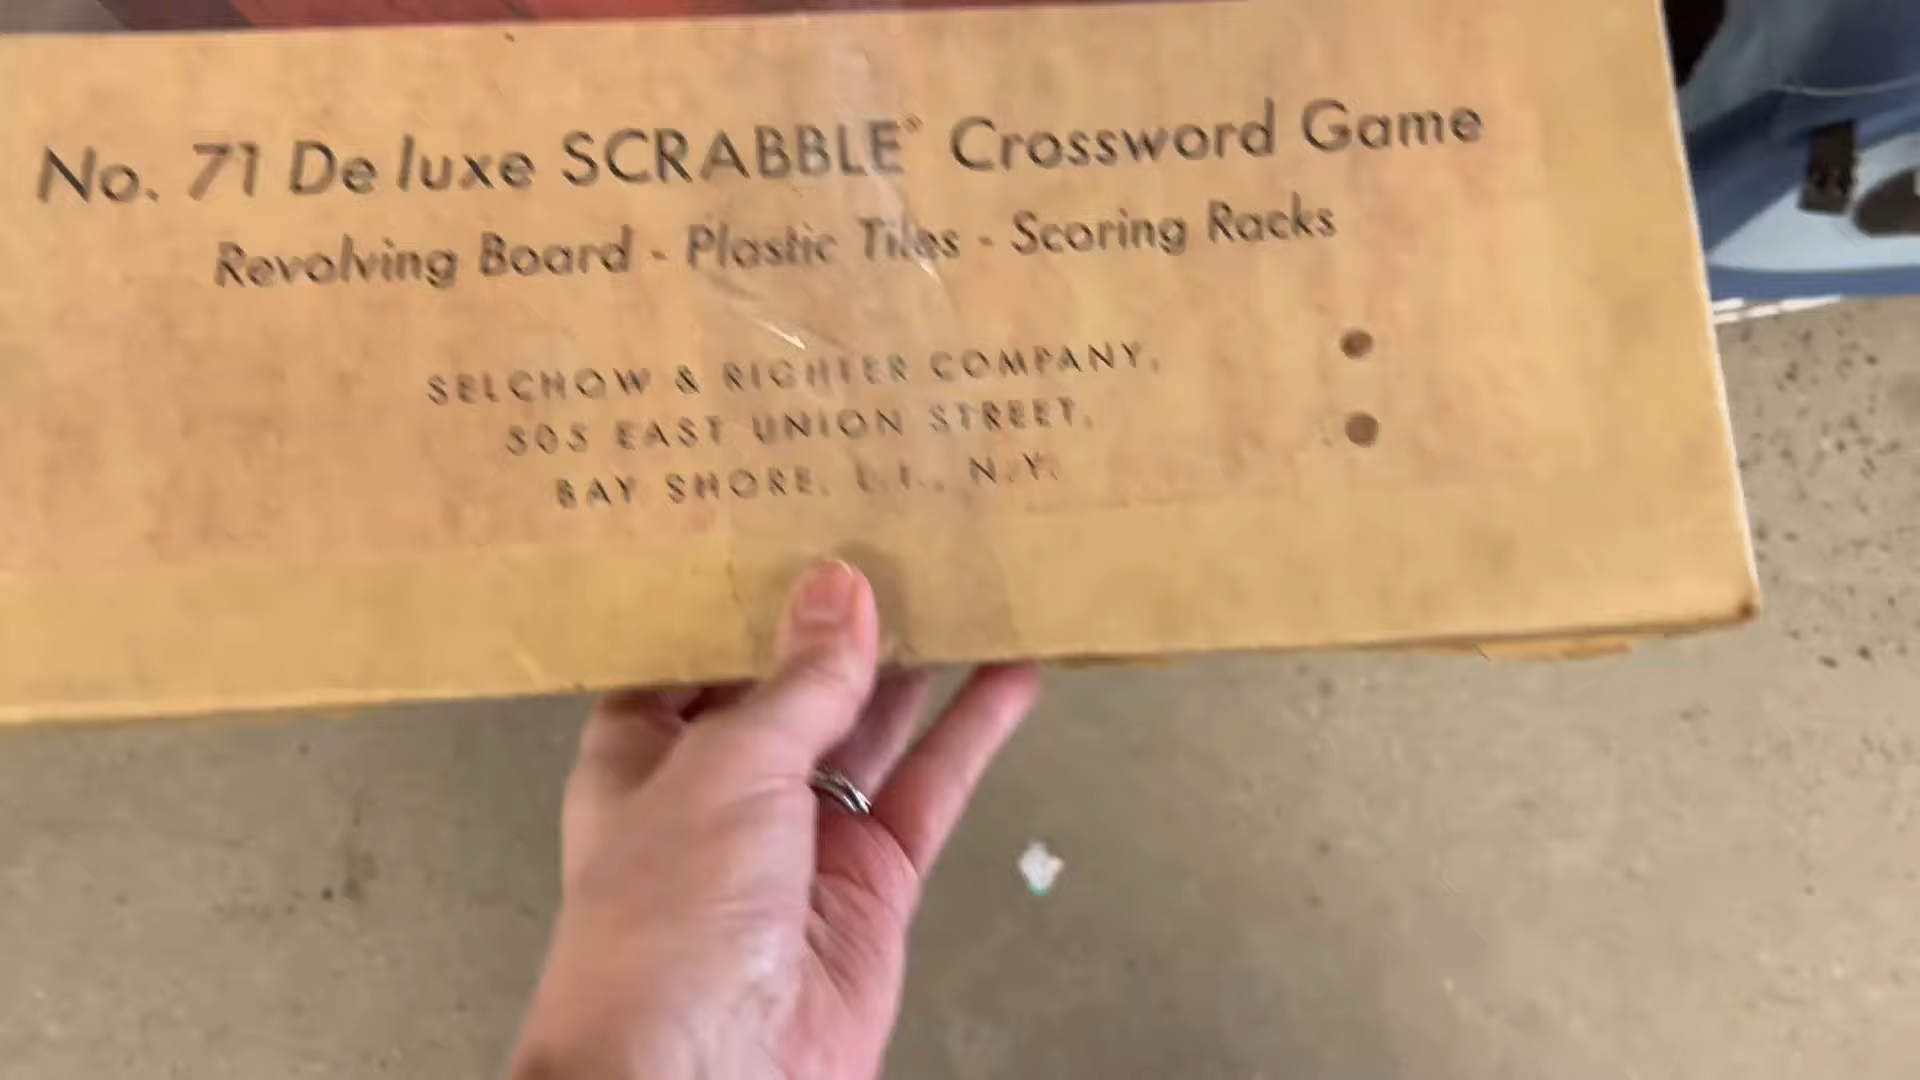 No. 71 De luxe SCRABBLE® Crossword Game
Revolving Board - Plastic Tiles - Scoring Racks
SELCHOW & RIGHTER COMPANY,
505 EAST UNION STREET,
BAY SHORE, L.I., N.Y.